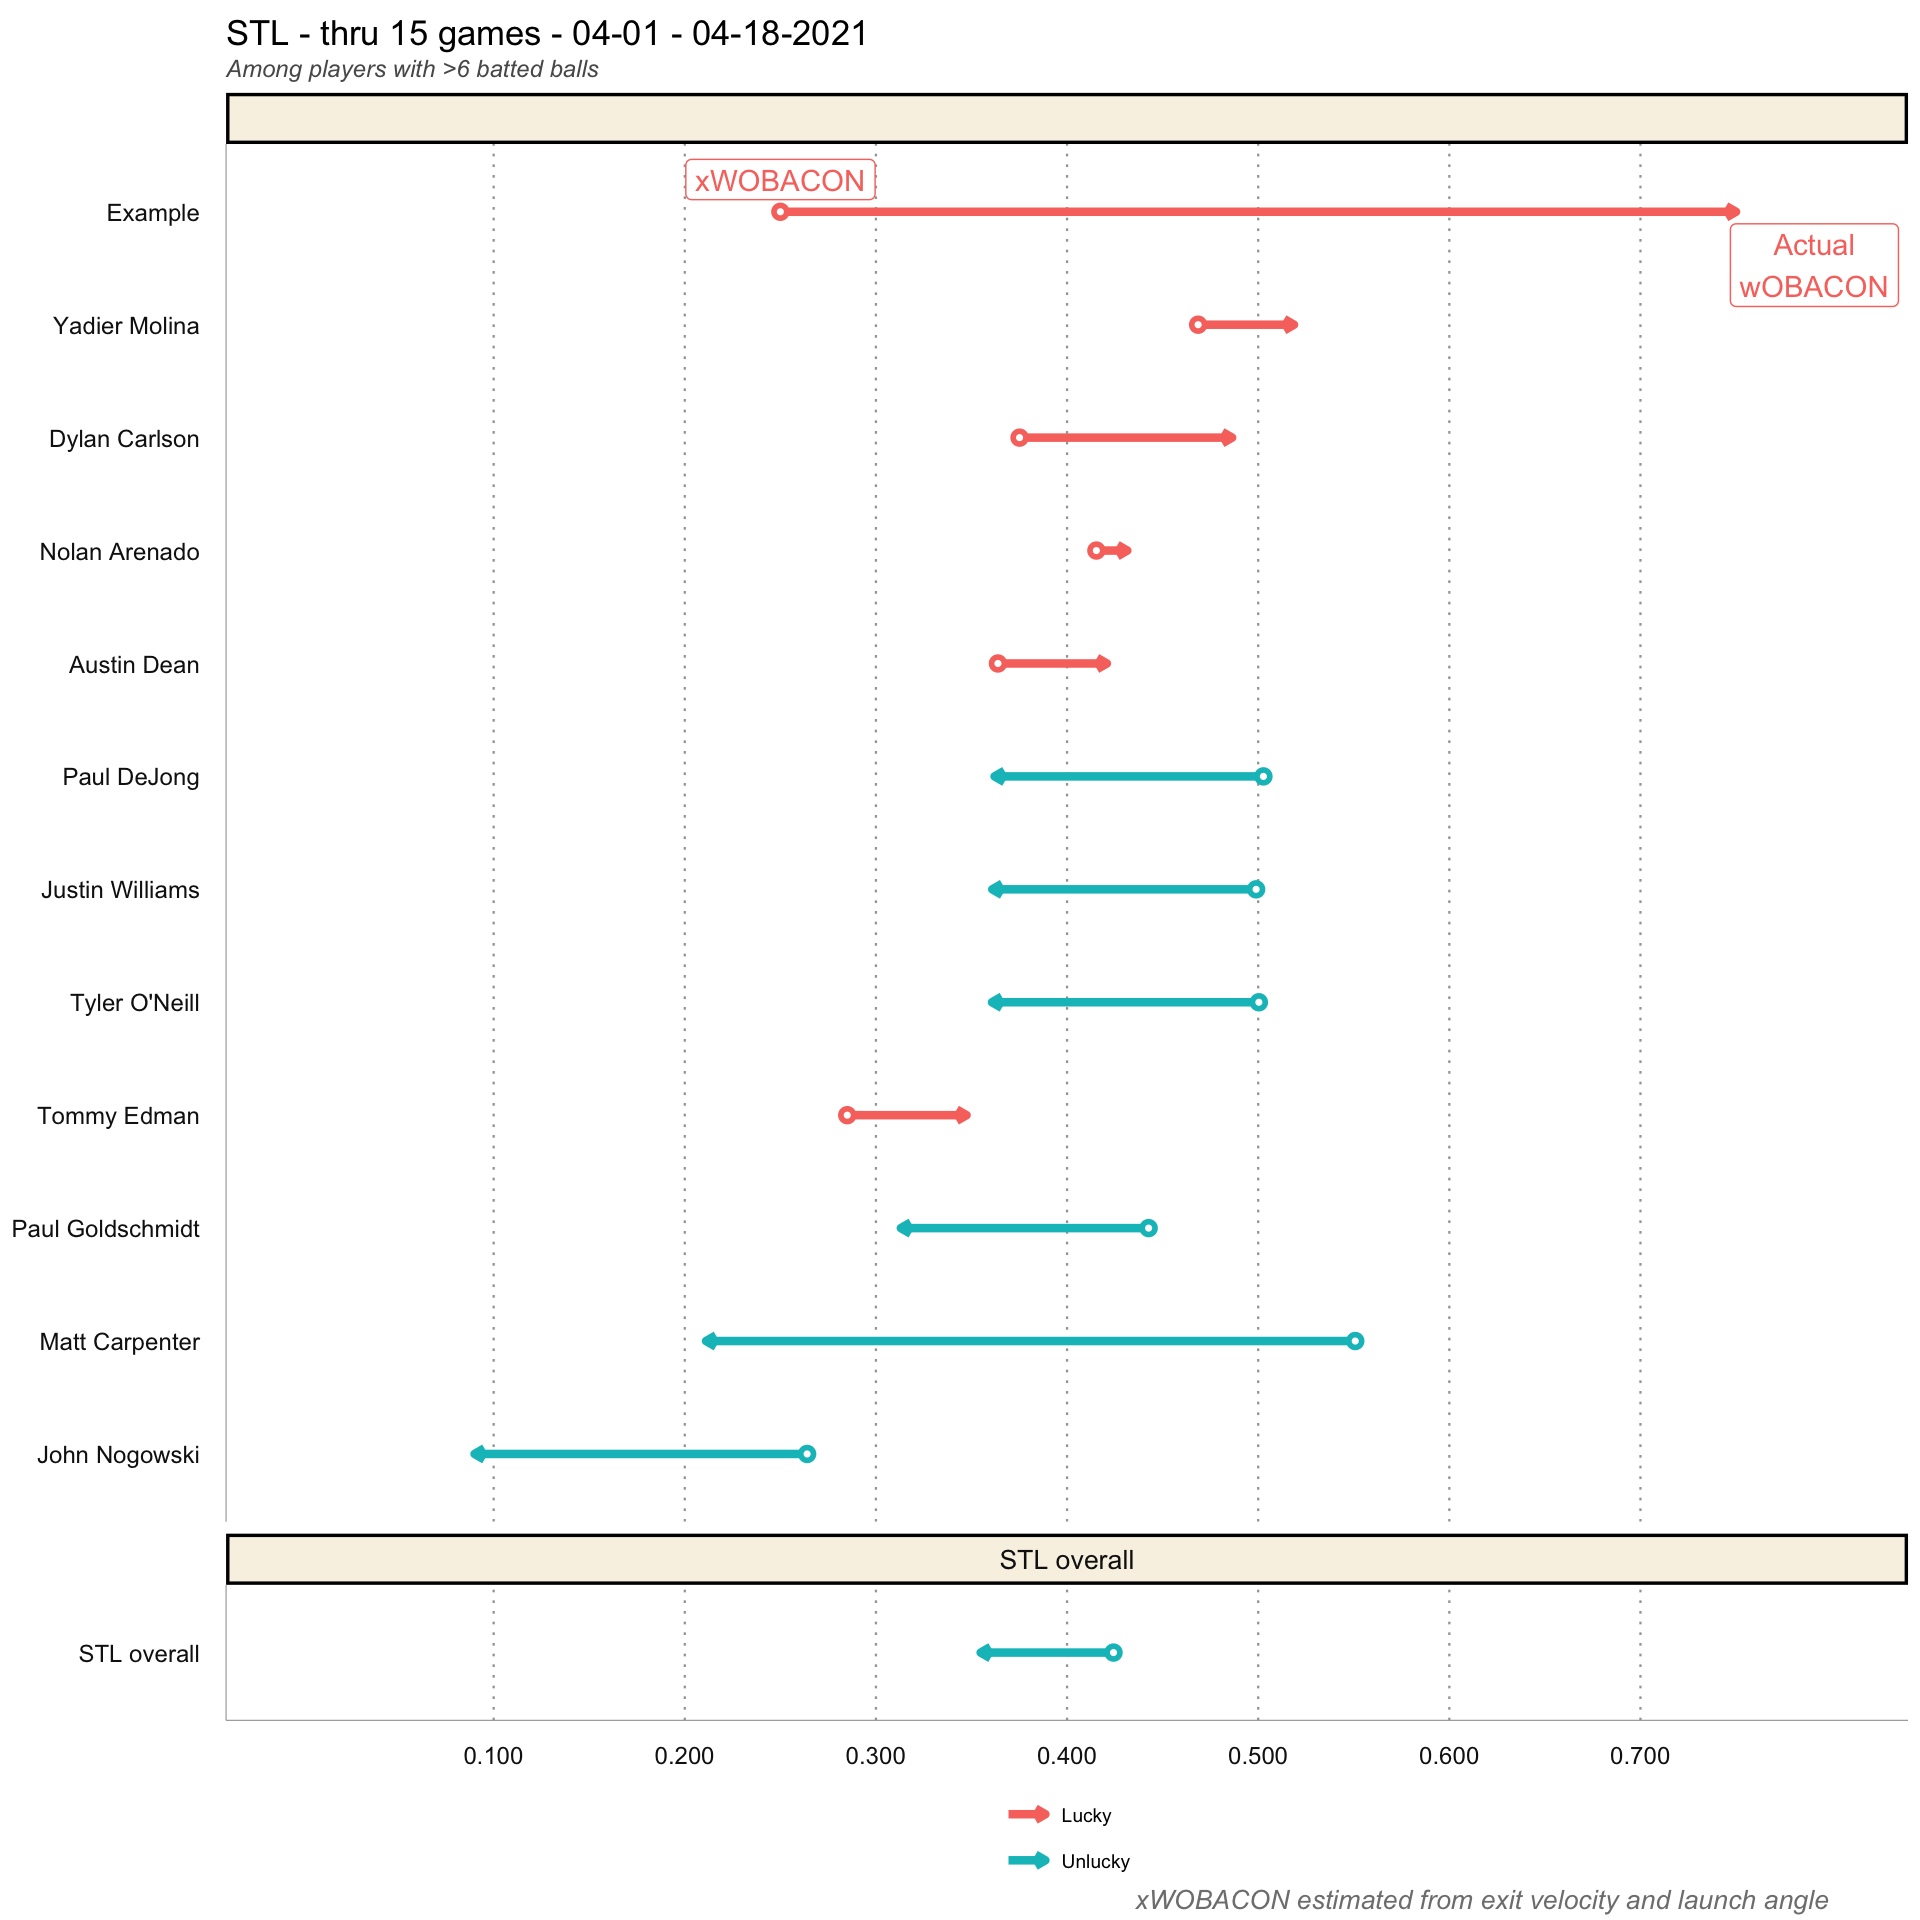 STL - thru 15 games - 04-01 - 04-18-2021
Among players with >6 batted balls
xWOBACON
Example
Actual
wOBACON
Yadier Molina
Dylan Carlson
Nolan Arenado
Austin Dean
Paul DeJong
Justin Williams
Tyler O'Neill
Tommy Edman
Paul Goldschmidt
Matt Carpenter
John Nogowski
STL overall
STL overall
0.100 0.200 0.300 0.400 0.500 0.600 0.700
Lucky
Unlucky
xWOBACON estimated from exit velocity and launch angle